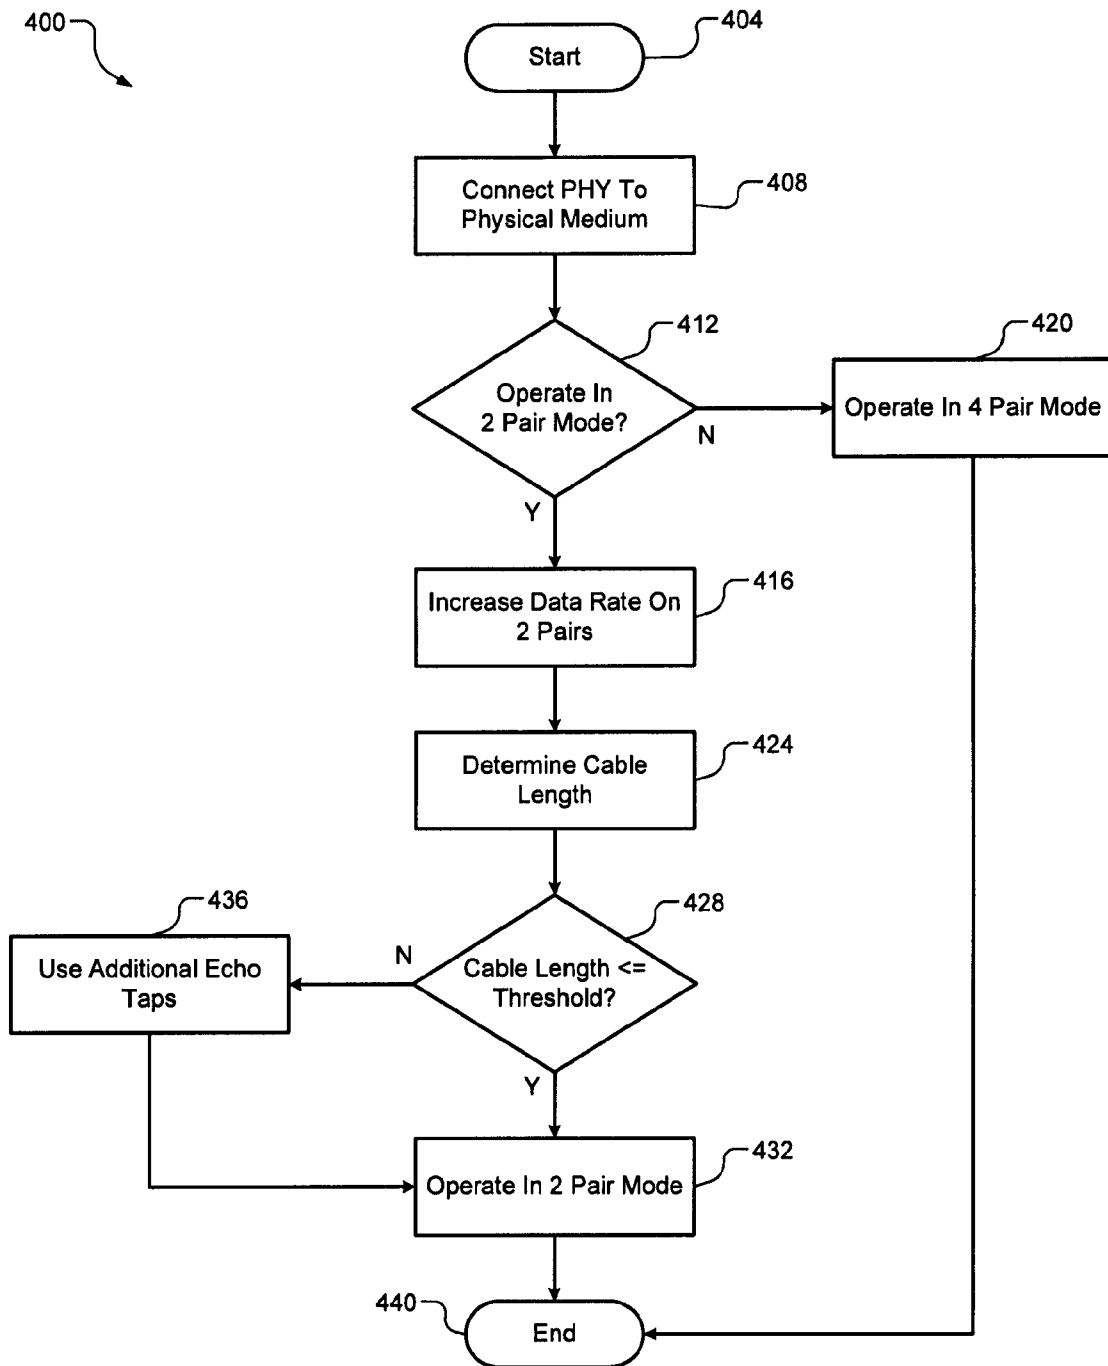 400
404
Start
Connect PHY To
Physical Medium
408
412
Operate In
2 Pair Mode?
N
Y
420
Operate In 4 Pair Mode
416
Increase Data Rate On
2 Pairs
424
Determine Cable
Length
428
Cable Length <=
Threshold?
N
Y
436
Use Additional Echo
Taps
432
Operate In 2 Pair Mode
440
End